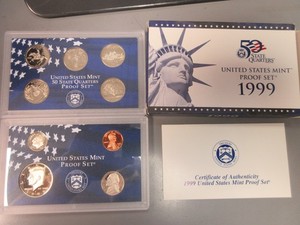 UNITED STATES MINT
50 STATE QUARTERS
PROOF SET
50
STATE
QUARTERS
UNITED STATES MINT
PROOF SET
1999
UNITED STATES MINT
PROOF SET
Certificate of Authenticity
1999 United States Mint Proof Set